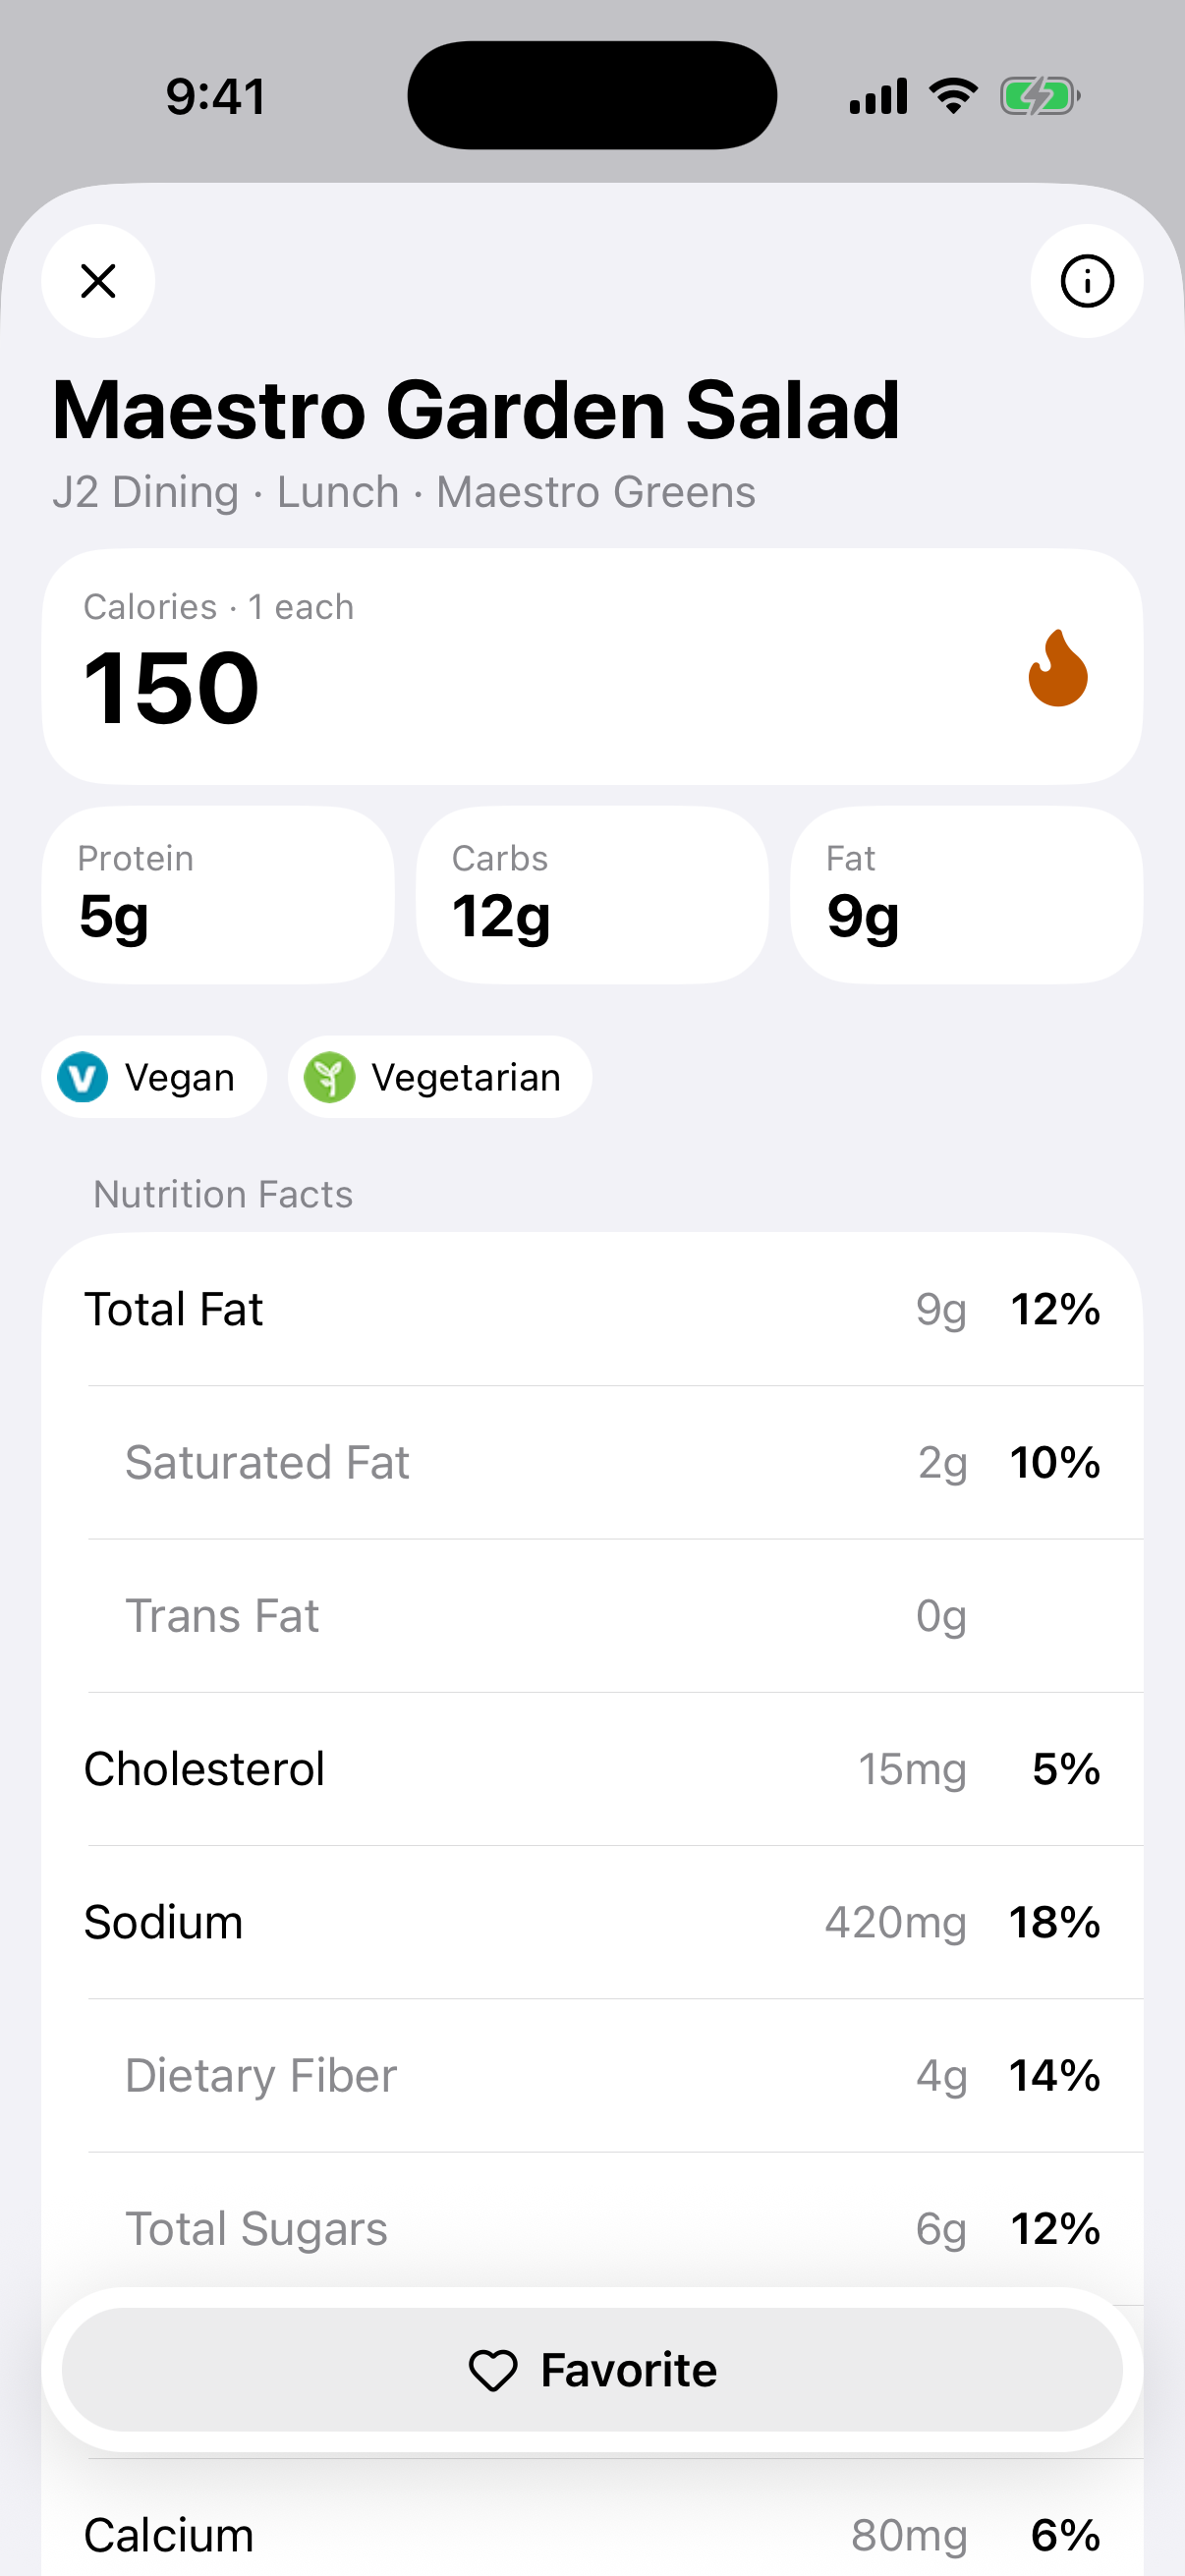 9:41
Maestro Garden Salad
J2 Dining · Lunch · Maestro Greens
Calories · 1 each
150
Protein
5g
Carbs
12g
Fat
9g
V Vegan
Vegetarian
Nutrition Facts
Total Fat 9g 12%
Saturated Fat 2g 10%
Trans Fat 0g
Cholesterol 15mg 5%
Sodium 420mg 18%
Dietary Fiber 4g 14%
Total Sugars 6g 12%
Favorite
Calcium 80mg 6%